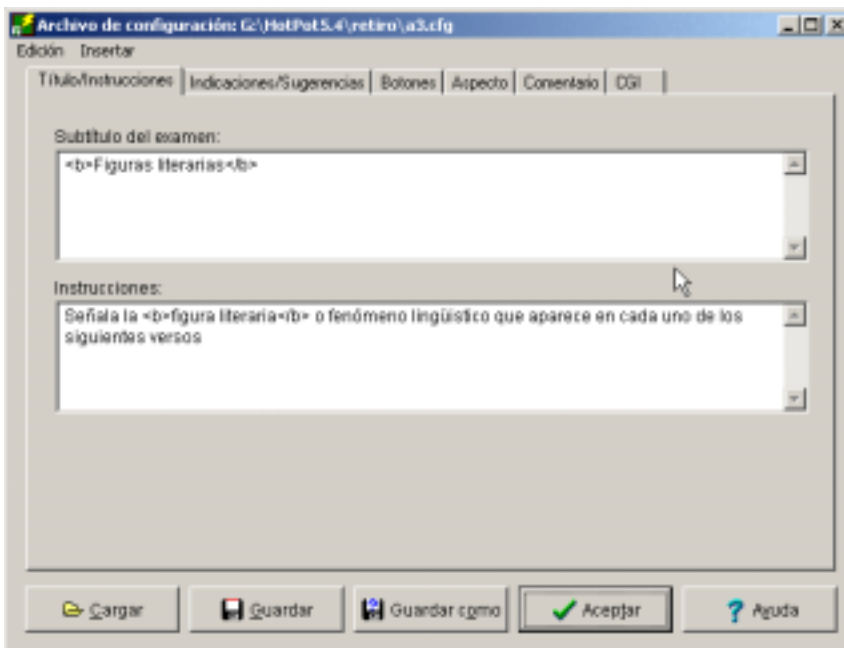 Archivo de configuración: G:\HotPot5.4\retiro\a3.cfg
Edición Insertar
Título/Instrucciones Indicaciones/Sugerencias Botones Aspecto Comentario CGI
Subtítulo del examen:
<b>Figuras literarias</b>
Instrucciones:
Señala la <b>figura literaria</b> o fenómeno lingüistico que aparece en cada uno de los
siguientes versos
Cargar Guardar Guardar como Aceptar Ayuda